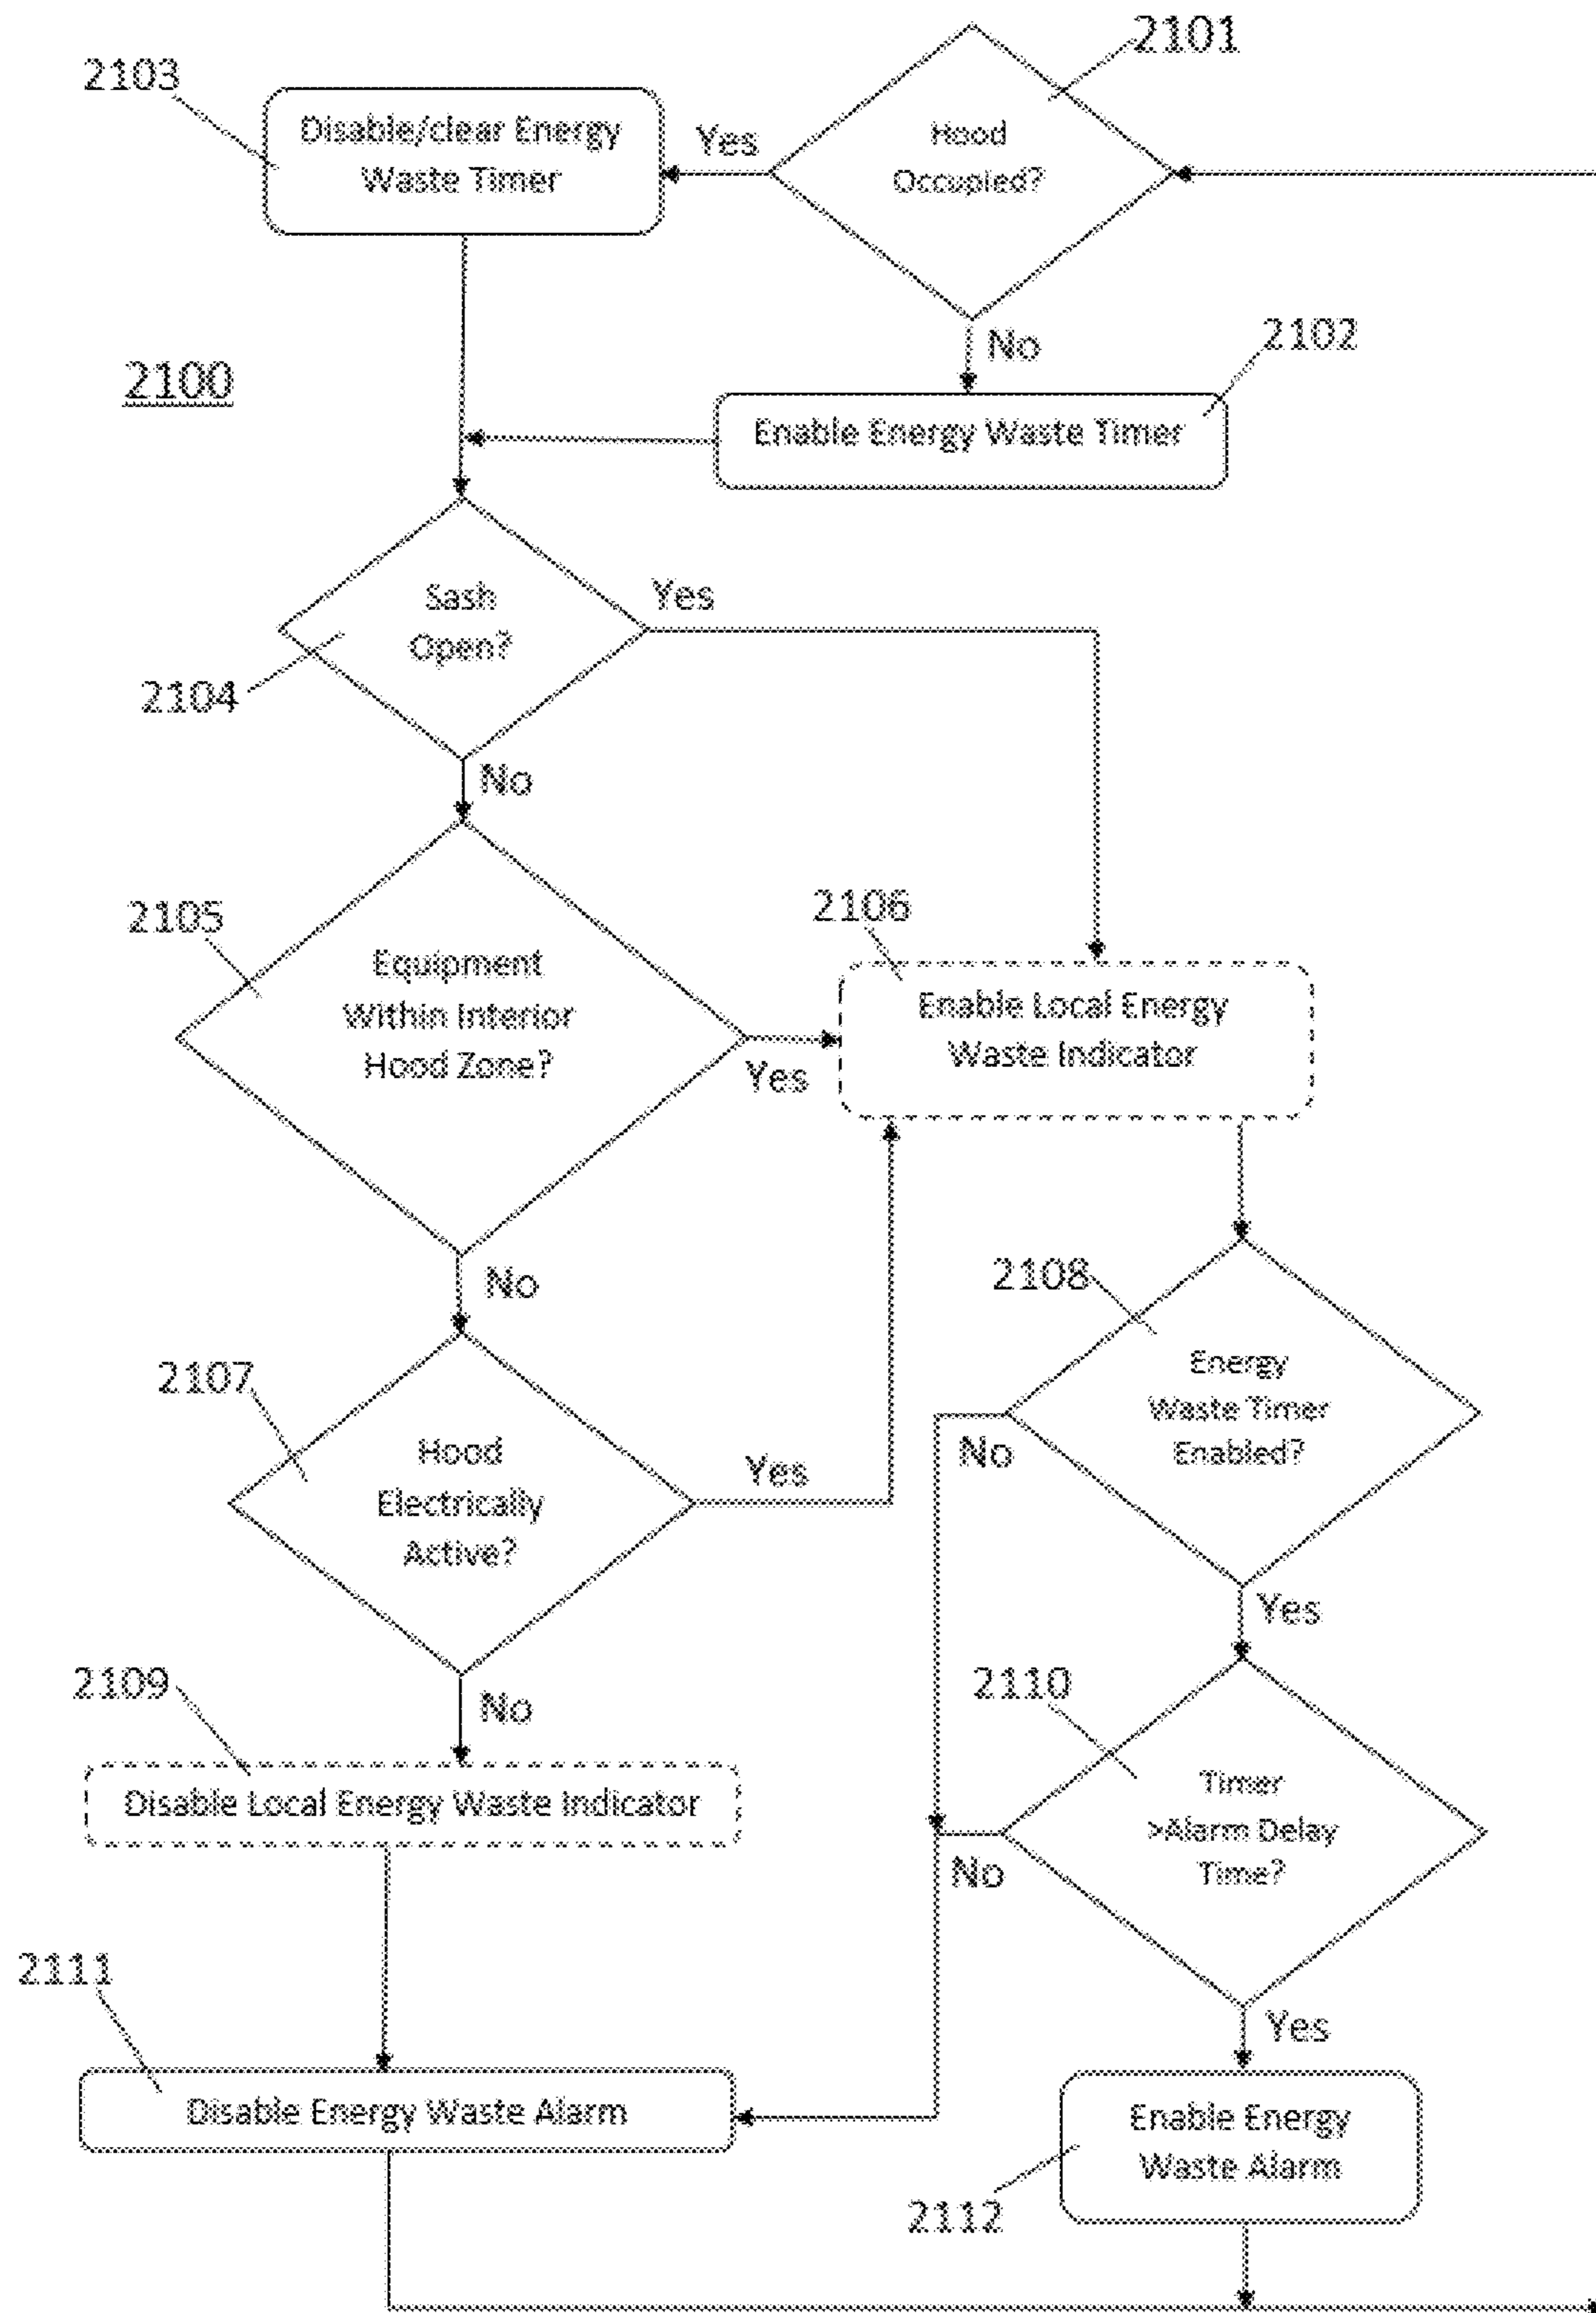 2101
2103
Disable/clear Energy
Waste Timer
Yes
Hood
Occupied?
No
2102
2100
Enable Energy Waste Timer
Sash
Open?
Yes
2104
No
2105
2106
Equipment
Within Interior
Hood Zone?
Yes
Enable Local Energy
Waste Indicator
No
2108
2107
Energy
Waste Timer
Enabled?
Hood
Electrically
Active?
Yes
No
Yes
2109
No
2110
Disable Local Energy Waste Indicator
Timer
>Alarm Delay
Time?
No
2111
Yes
Disable Energy Waste Alarm
Enable Energy
Waste Alarm
2112